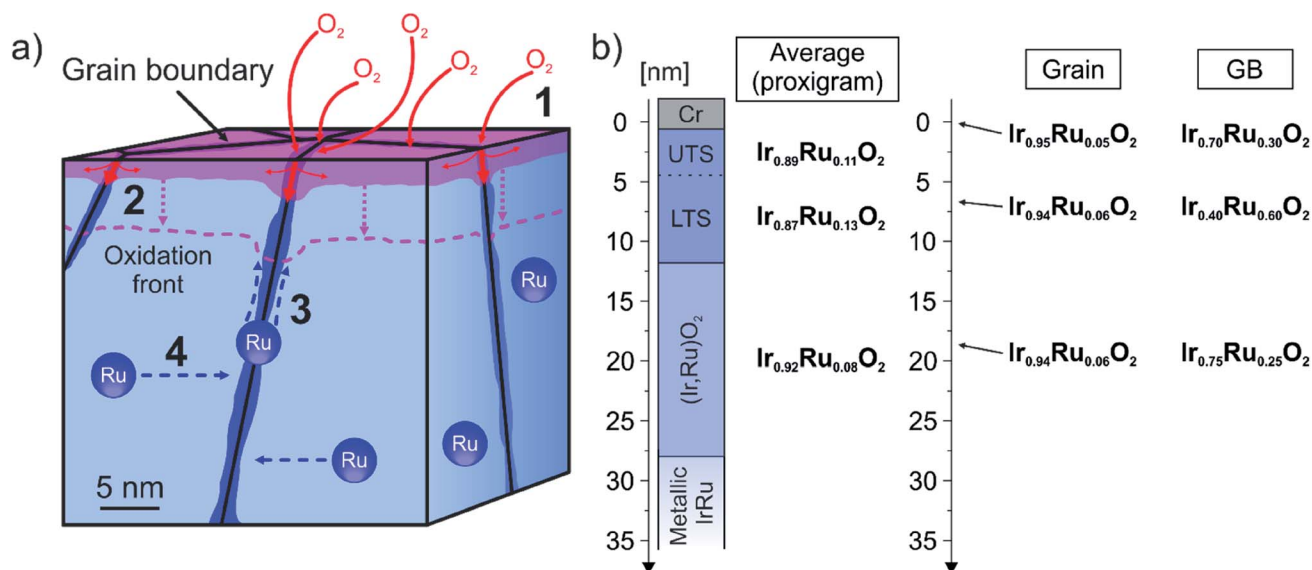 a)
O₂
O₂
O₂
O₂
O₂
Grain boundary
1
2
Oxidation
front
3
Ru
4
Ru
Ru
Ru
Ru
5 nm
b)
[nm]
Average
(proxigram)
Grain
GB
0
5
10
15
20
25
30
35
Cr
UTS
LTS
(Ir,Ru)O₂
Metallic
IrRu
Ir₀.₈₉Ru₀.₁₁O₂
Ir₀.₈₇Ru₀.₁₃O₂
Ir₀.₉₂Ru₀.₀₈O₂
0
5
10
15
20
25
30
35
Ir₀.₉₅Ru₀.₀₅O₂
Ir₀.₇₀Ru₀.₃₀O₂
Ir₀.₉₄Ru₀.₀₆O₂
Ir₀.₄₀Ru₀.₆₀O₂
Ir₀.₉₄Ru₀.₀₆O₂
Ir₀.₇₅Ru₀.₂₅O₂